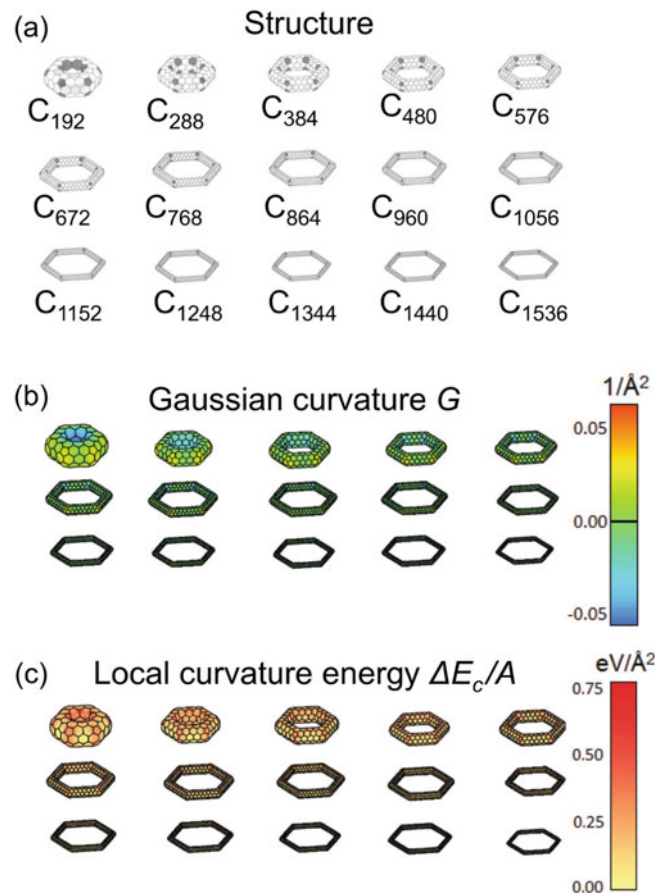 (a) Structure
C192 C288 C384 C480 C576
C672 C768 C864 C960 C1056
C1152 C1248 C1344 C1440 C1536
(b) Gaussian curvature G
1/Å²
0.05
0.00
-0.05
(c) Local curvature energy ΔEc/A
eV/Å²
0.75
0.50
0.25
0.00